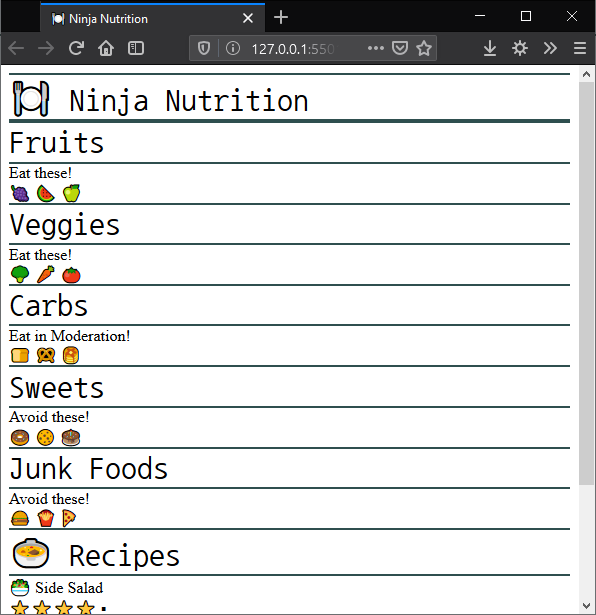 Ninja Nutrition
127.0.0.1:550
Ninja Nutrition
Fruits
Eat these!
Veggies
Eat these!
Carbs
Eat in Moderation!
Sweets
Avoid these!
Junk Foods
Avoid these!
Recipes
Side Salad